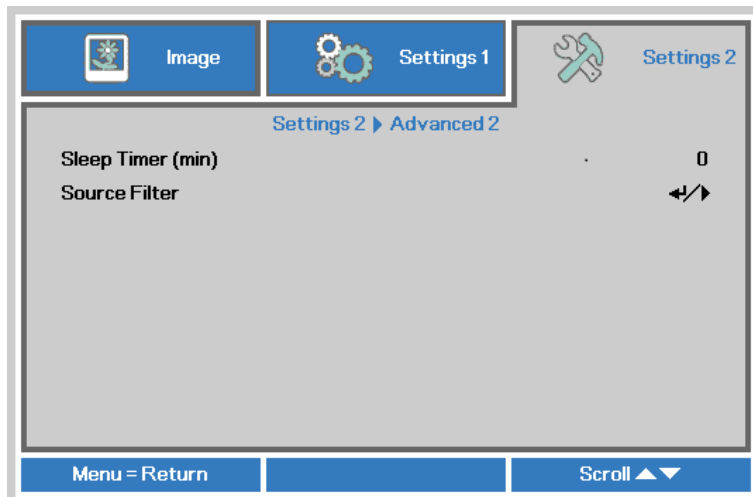 Image
Settings 1
Settings 2
Settings 2 ▶ Advanced 2
Sleep Timer (min) 0
Source Filter ↵/▶
Menu = Return
Scroll ▲▼